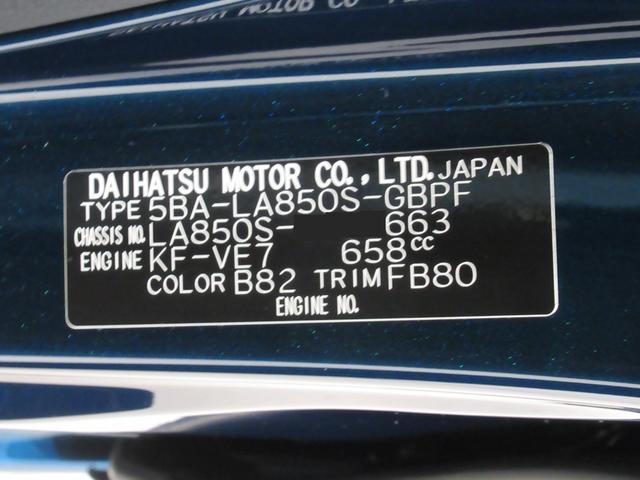 DAIHATSU MOTOR CO., LTD. JAPAN
TYPE 5BA-LA850S-GBPF
CHASSIS NO. LA850S- 663
ENGINE KF-VE7 658cc
COLOR B82 TRIM FB80
ENGINE NO.